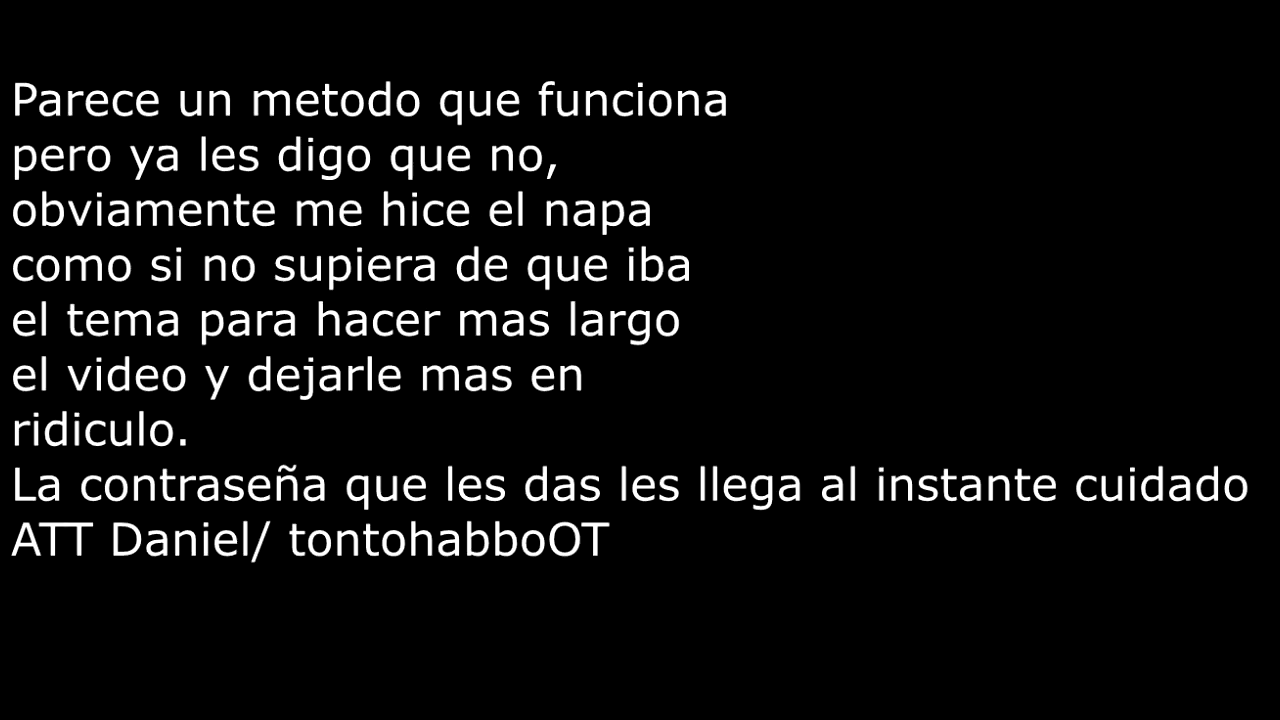 Parece un metodo que funciona
pero ya les digo que no,
obviamente me hice el napa
como si no supiera de que iba
el tema para hacer mas largo
el video y dejarle mas en
ridiculo.
La contraseña que les das les llega al instante cuidado
ATT Daniel/ tontohabboOT